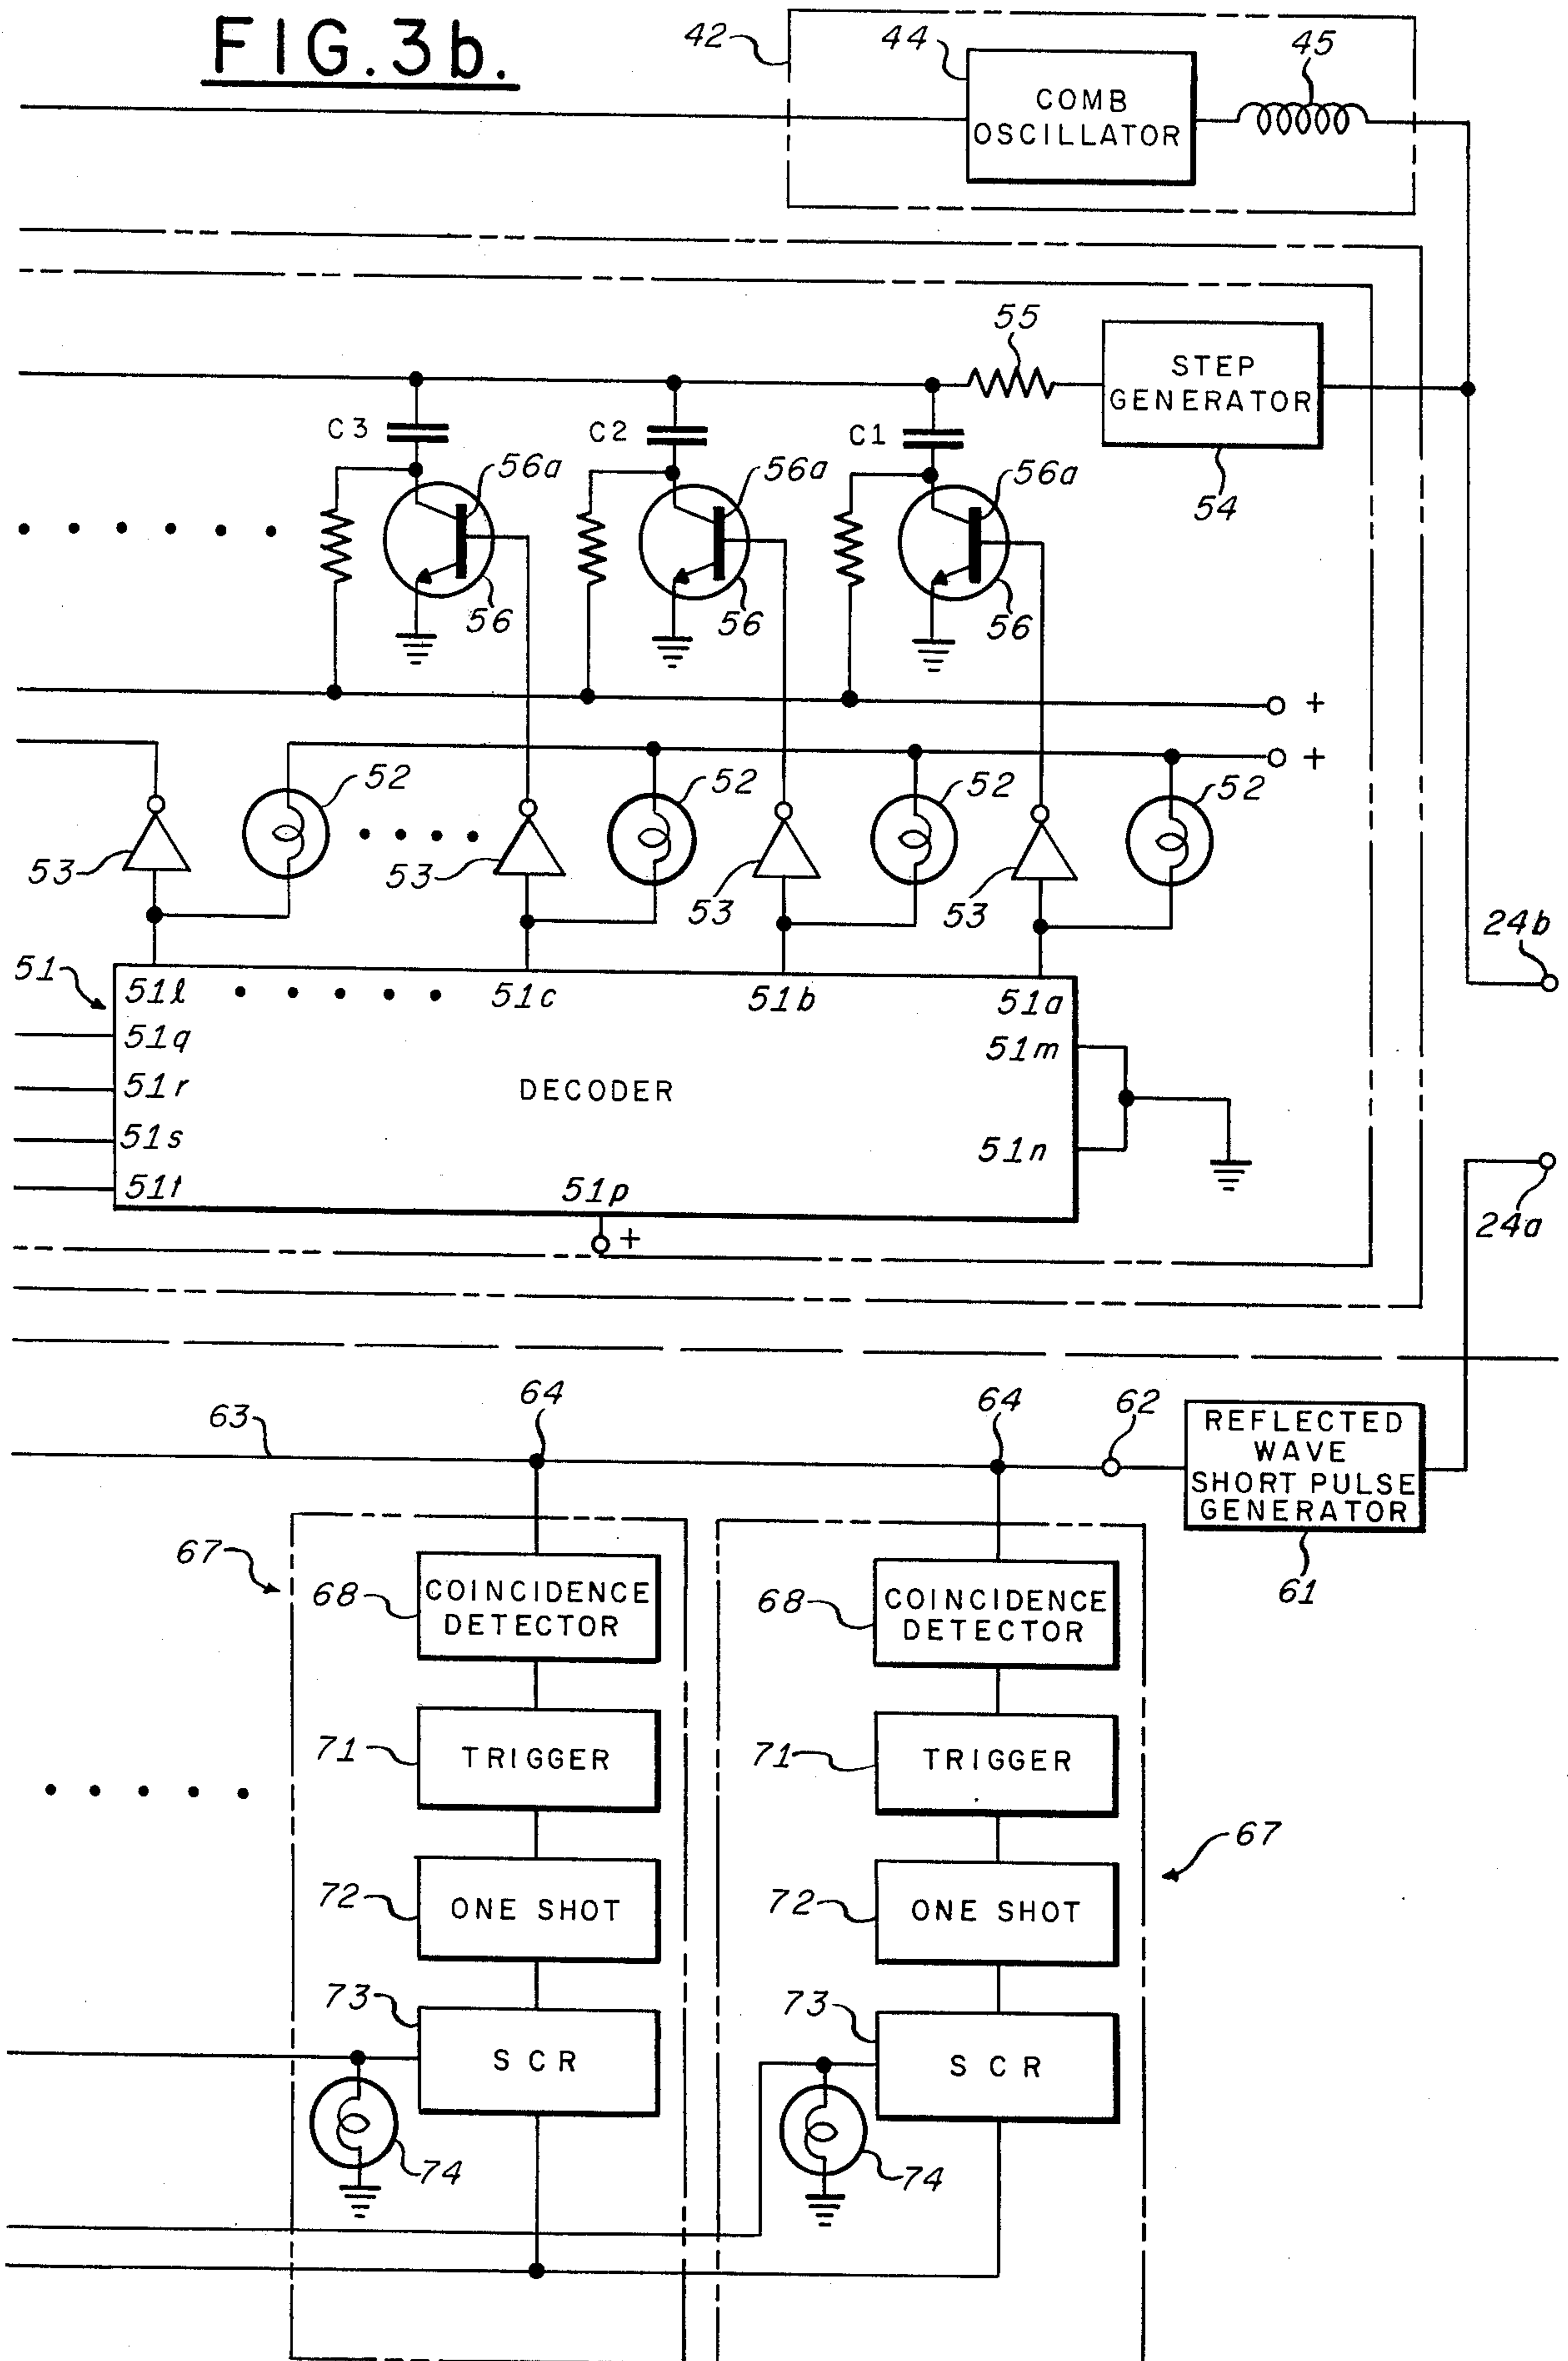 FIG.3b.
42
44
45
COMB
OSCILLATOR
55
STEP
GENERATOR
54
C3
C2
C1
56a
56a
56a
56
56
56
+
+
52
52
52
52
53
53
53
53
24b
51
51l
51c
51b
51a
51q
51m
51r
DECODER
51s
51n
51t
51p
+
24a
63
64
64
62
REFLECTED
WAVE
SHORT PULSE
GENERATOR
61
67
68
COINCIDENCE
DETECTOR
68
COINCIDENCE
DETECTOR
71
TRIGGER
71
TRIGGER
67
72
ONE SHOT
72
ONE SHOT
73
SCR
73
SCR
74
74